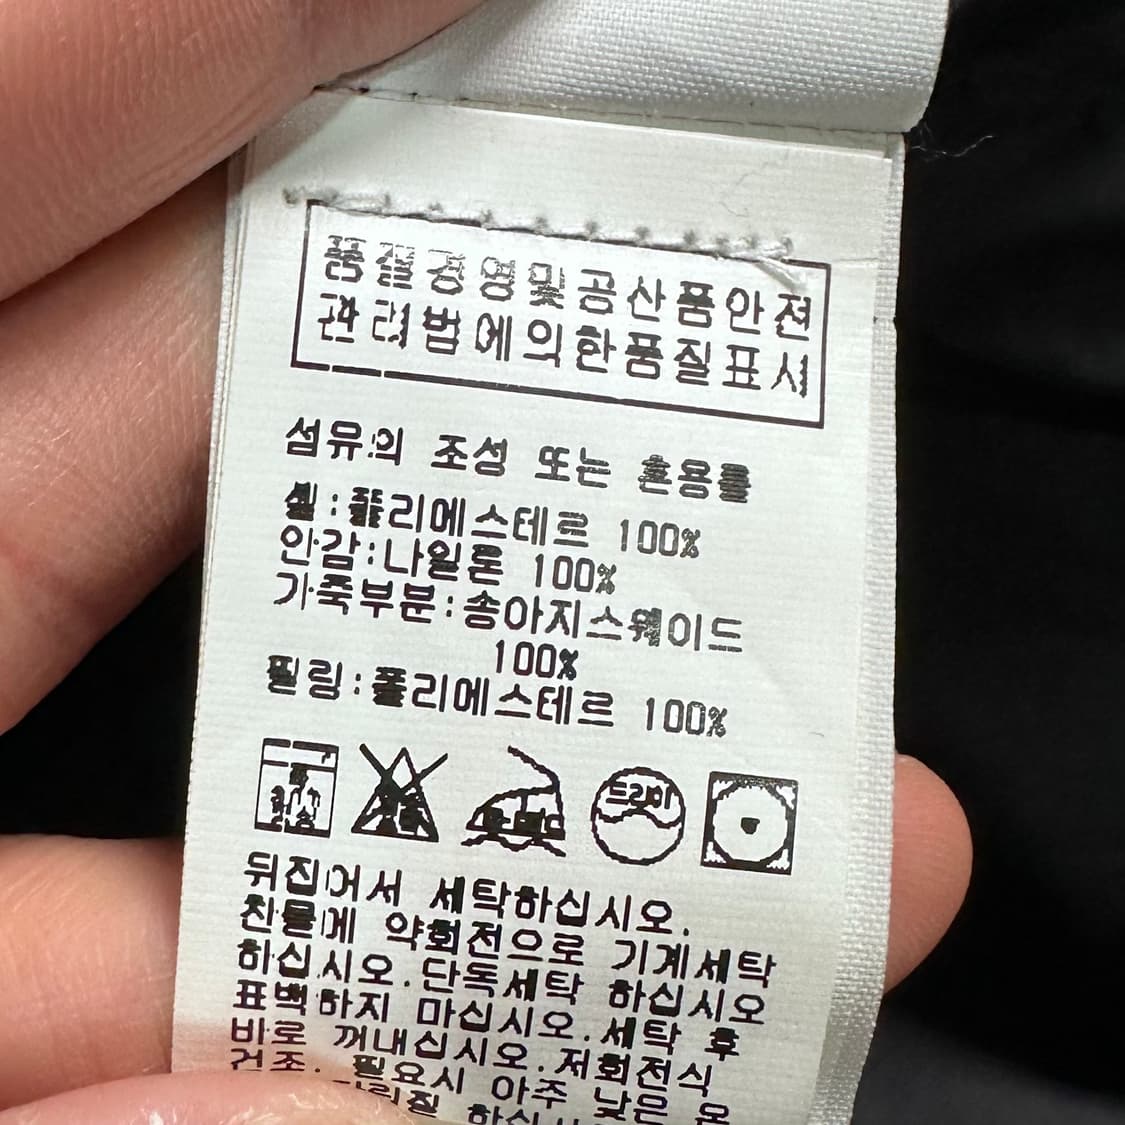 품질경영및공산품안전
관리법에의한품질표시
섬유의 조성 또는 혼용률
쉘:폴리에스테르 100%
안감:나일론 100%
가죽부분:송아지스웨이드
100%
필링:폴리에스테르 100%
드라이
뒤집어서 세탁하십시오.
찬물에 약회전으로 기계세탁
하십시오.단독세탁 하십시오
표백하지 마십시오.세탁 후
바로 꺼내십시오.저회전식
건조. 필요시 아주 낮은 온
다림질 하십시오